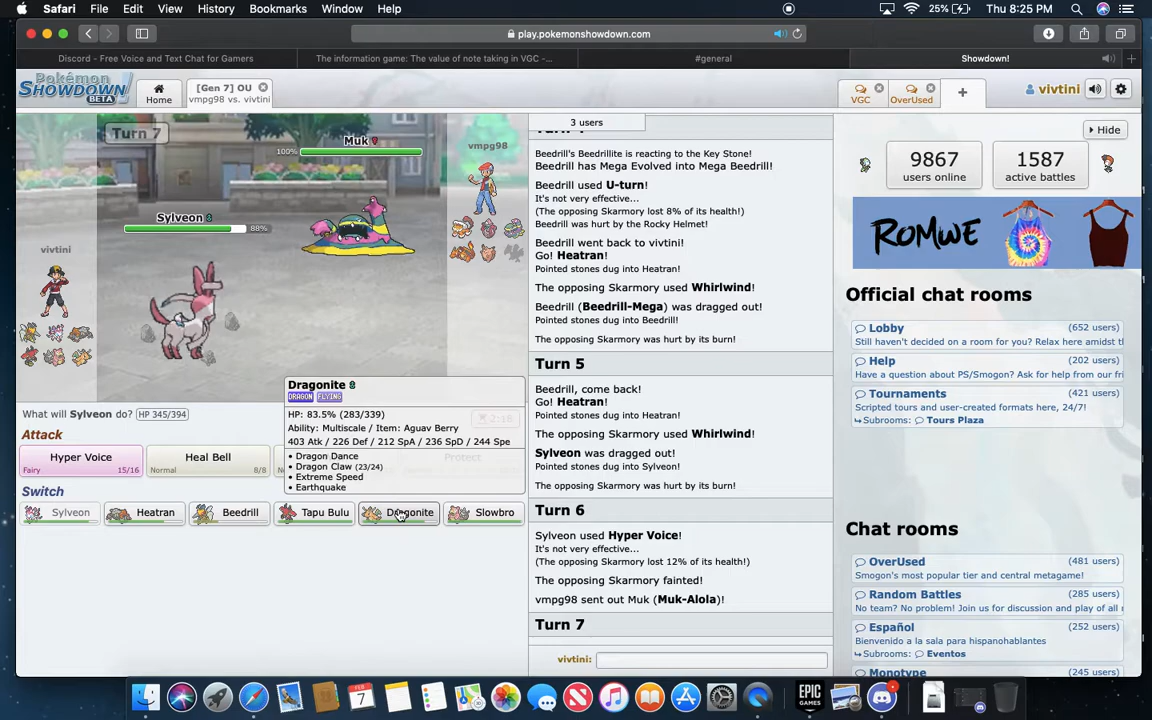 Safari File Edit View History Bookmarks Window Help
25% Thu 8:25 PM
play.pokemonshowdown.com
Discord - Free Voice and Text Chat for Gamers
The information game: The value of note taking in VGC -...
#general
Showdown!
Pokémon
SHOWDOWN
BETA
Home
[Gen 7] OU
vmpg98 vs. vivtini
VGC
OverUsed
vivtini
Turn 7
Muk
100%
vmpg98
Sylveon
88%
vivtini
What will Sylveon do? HP 345/394
2:18
Attack
Hyper Voice
Fairy 15/16
Heal Bell
Normal 8/8
Protect
Dragonite
DRAGON FLYING
HP: 83.5% (283/339)
Ability: Multiscale / Item: Aguav Berry
403 Atk / 226 Def / 212 SpA / 236 SpD / 244 Spe
• Dragon Dance
• Dragon Claw (23/24)
• Extreme Speed
• Earthquake
Switch
Sylveon
Heatran
Beedrill
Tapu Bulu
Dragonite
Slowbro
3 users
Beedrill's Beedrillite is reacting to the Key Stone!
Beedrill has Mega Evolved into Mega Beedrill!
Beedrill used U-turn!
It's not very effective...
(The opposing Skarmory lost 8% of its health!)
Beedrill was hurt by the Rocky Helmet!
Beedrill went back to vivtini!
Go! Heatran!
Pointed stones dug into Heatran!
The opposing Skarmory used Whirlwind!
Beedrill (Beedrill-Mega) was dragged out!
Pointed stones dug into Beedrill!
The opposing Skarmory was hurt by its burn!
Turn 5
Beedrill, come back!
Go! Heatran!
Pointed stones dug into Heatran!
The opposing Skarmory used Whirlwind!
Sylveon was dragged out!
Pointed stones dug into Sylveon!
The opposing Skarmory was hurt by its burn!
Turn 6
Sylveon used Hyper Voice!
It's not very effective...
(The opposing Skarmory lost 12% of its health!)
The opposing Skarmory fainted!
vmpg98 sent out Muk (Muk-Alola)!
Turn 7
vivtini:
Hide
9867
users online
1587
active battles
ROMWE
Official chat rooms
Lobby (652 users)
Still haven't decided on a room for you? Relax here amidst t
Help (202 users)
Have a question about PS/Smogon? Ask for help from our fri
Tournaments (421 users)
Scripted tours and user-created formats here, 24/7!
Subrooms: Tours Plaza
Chat rooms
OverUsed (481 users)
Smogon's most popular tier and central metagame!
Random Battles (285 users)
No team? No problem! Join us for discussion and play of all r
Español (252 users)
Bienvenido a la sala para hispanohablantes
Subrooms: Eventos
Monotype (245 users)
FEB
7
EPIC
GAMES